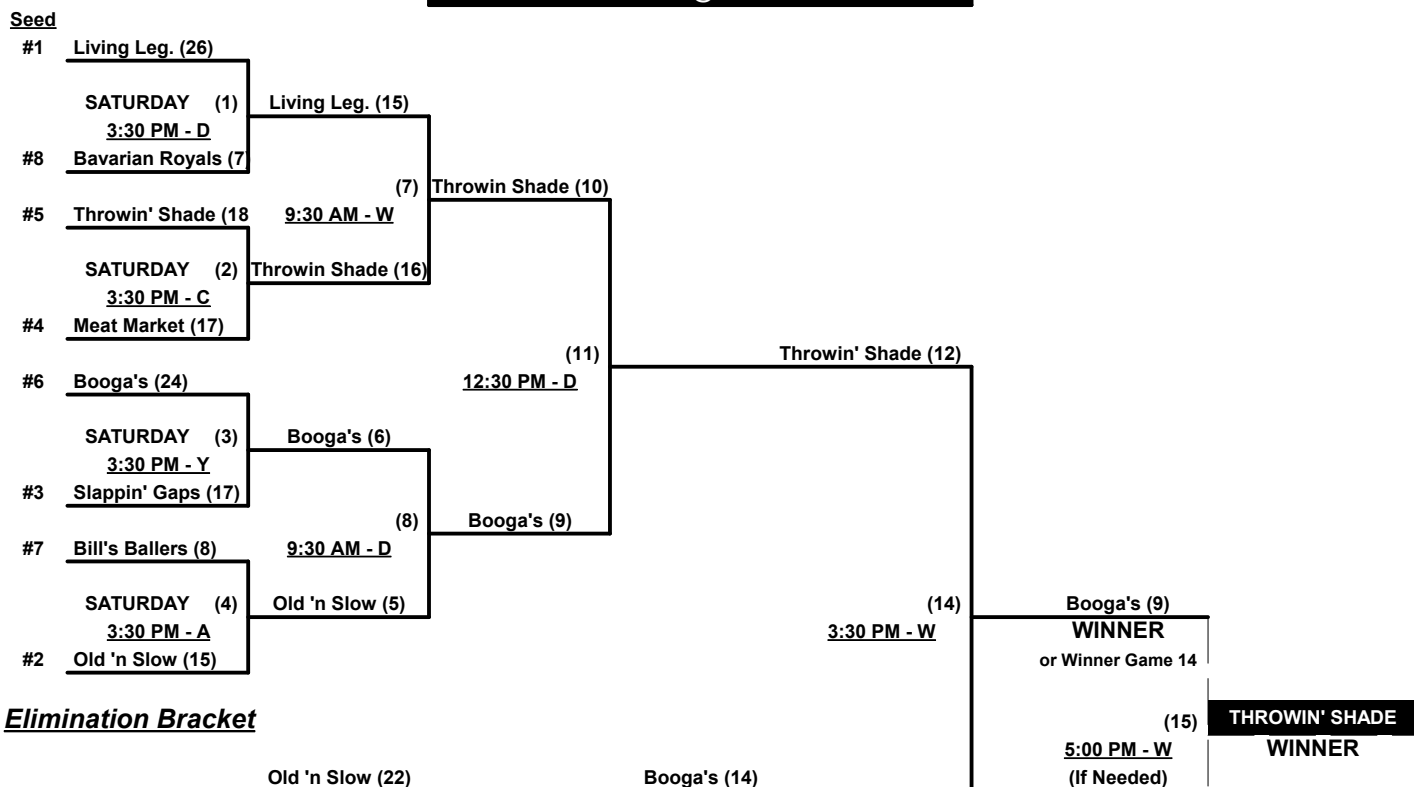 Seed
#1 Living Leg. (26)
SATURDAY (1) Living Leg. (15)
3:30 PM - D
#8 Bavarian Royals (7
(7) Throwin Shade (10)
#5 Throwin' Shade (18 9:30 AM - W
SATURDAY (2) Throwin Shade (16)
3:30 PM - C
#4 Meat Market (17)
(11) Throwin' Shade (12)
#6 Booga's (24) 12:30 PM - D
SATURDAY (3) Booga's (6)
3:30 PM - Y
#3 Slappin' Gaps (17)
(8) Booga's (9)
#7 Bill's Ballers (8) 9:30 AM - D
SATURDAY (4) Old 'n Slow (5) (14) Booga's (9)
3:30 PM - A 3:30 PM - W WINNER
#2 Old 'n Slow (15) or Winner Game 14
Elimination Bracket (15) THROWIN' SHADE
5:00 PM - W WINNER
Old 'n Slow (22) Booga's (14) (If Needed)